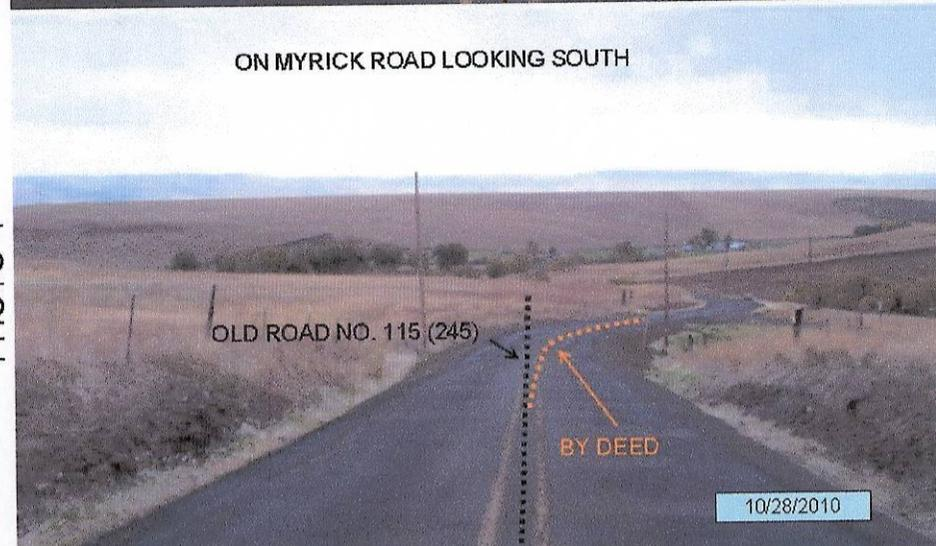 ON MYRICK ROAD LOOKING SOUTH
OLD ROAD NO. 115 (245)
BY DEED
10/28/2010